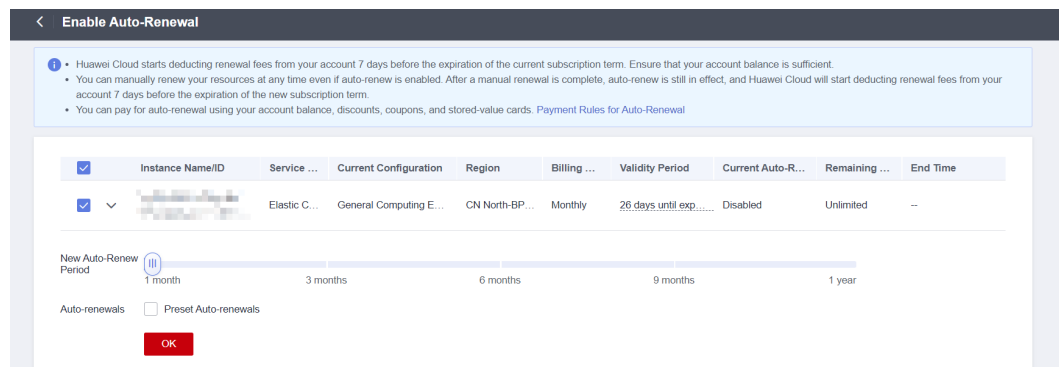 Enable Auto-Renewal
• Huawei Cloud starts deducting renewal fees from your account 7 days before the expiration of the current subscription term. Ensure that your account balance is sufficient.
• You can manually renew your resources at any time even if auto-renew is enabled. After a manual renewal is complete, auto-renew is still in effect, and Huawei Cloud will start deducting renewal fees from your
account 7 days before the expiration of the new subscription term.
• You can pay for auto-renewal using your account balance, discounts, coupons, and stored-value cards. Payment Rules for Auto-Renewal
Instance Name/ID Service ... Current Configuration Region Billing ... Validity Period Current Auto-R... Remaining ... End Time
Elastic C... General Computing E... CN North-BP... Monthly 26 days until exp... Disabled Unlimited --
New Auto-Renew
Period
1 month 3 months 6 months 9 months 1 year
Auto-renewals Preset Auto-renewals
OK